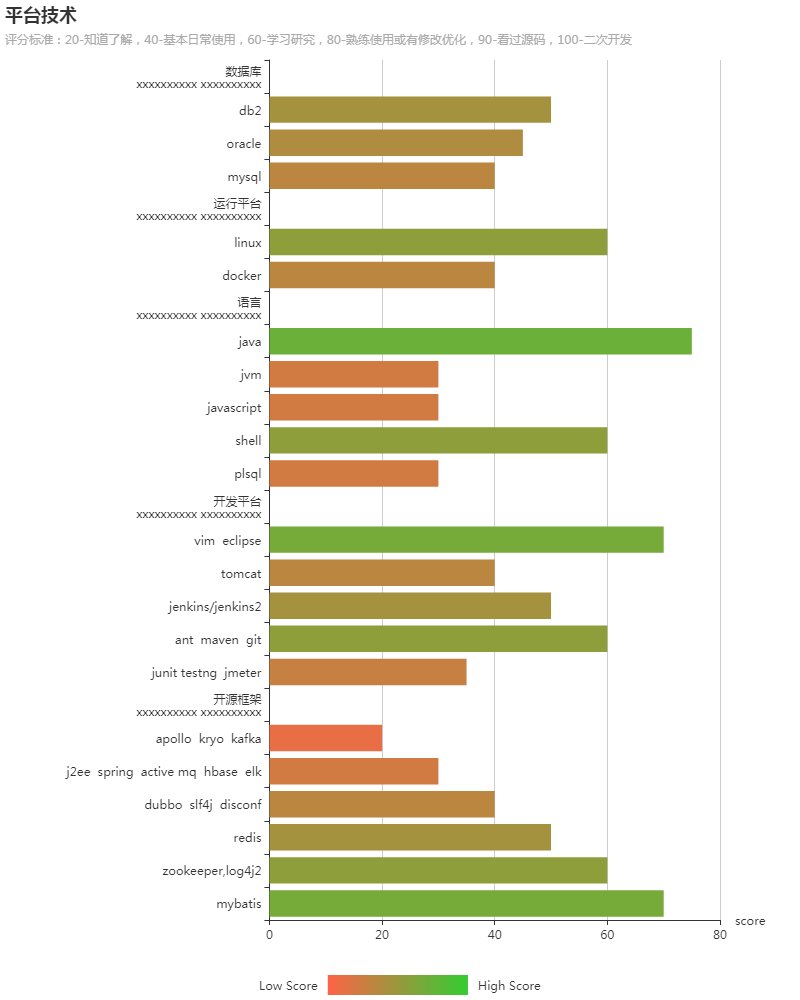 平台技术
评分标准：20-知道了解，40-基本日常使用，60-学习研究，80-熟练使用或有修改优化，90-看过源码，100-二次开发
数据库
xxxxxxxxxx xxxxxxxxxx
db2
oracle
mysql
运行平台
xxxxxxxxxx xxxxxxxxxx
linux
docker
语言
xxxxxxxxxx xxxxxxxxxx
java
jvm
javascript
shell
plsql
开发平台
xxxxxxxxxx xxxxxxxxxx
vim eclipse
tomcat
jenkins/jenkins2
ant maven git
junit testng jmeter
开源框架
xxxxxxxxxx xxxxxxxxxx
apollo kryo kafka
j2ee spring active mq hbase elk
dubbo slf4j disconf
redis
zookeeper,log4j2
mybatis
score
0 20 40 60 80
Low Score High Score